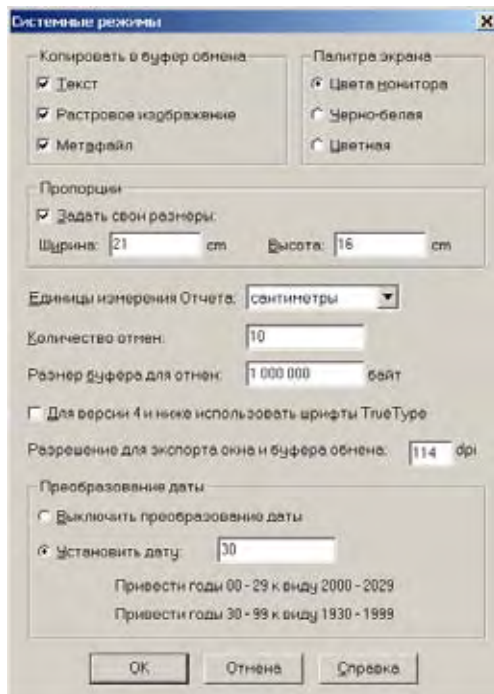 Системные режимы
Копировать в буфер обмена
Текст
Растровое изображение
Метафайл
Палитра экрана
Цвета монитора
Черно-белая
Цветная
Пропорции
Задать свои размеры:
Ширина: 21 cm Высота: 16 cm
Единицы измерения Отчета: сантиметры
Количество отмен: 10
Размер буфера для отмен: 1 000 000 байт
Для версии 4 и ниже использовать шрифты TrueType
Разрешение для экспорта окна и буфера обмена: 114 dpi
Преобразование даты
Выключить преобразование даты
Установить дату: 30
Привести годы 00 - 29 к виду 2000 - 2029
Привести годы 30 - 99 к виду 1930 - 1999
OK Отмена Справка